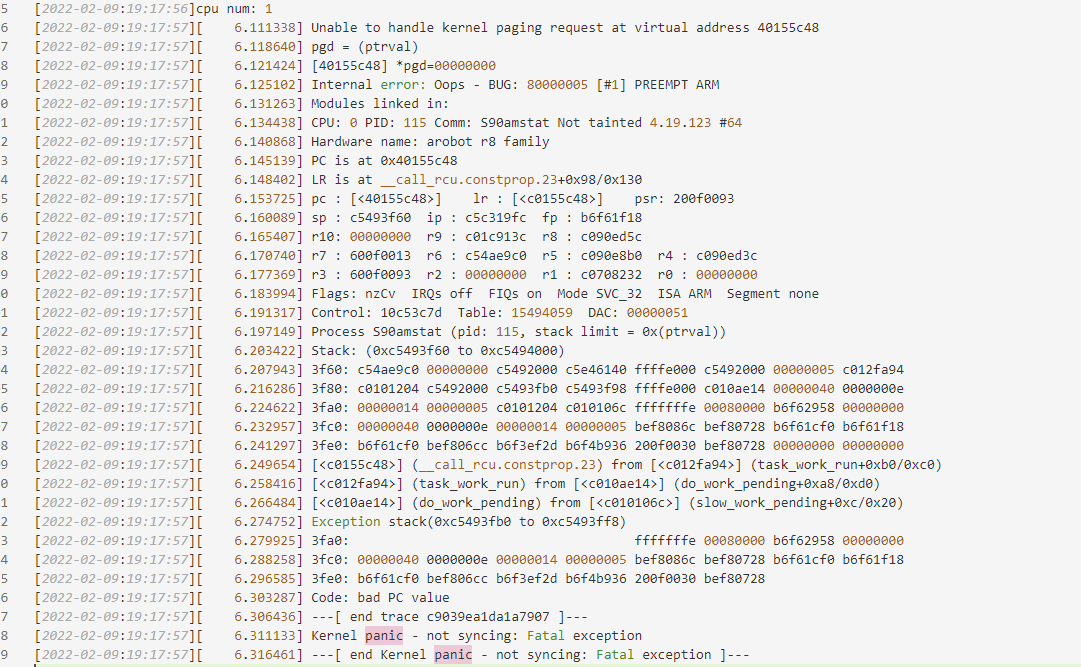 5 [2022-02-09:19:17:56]cpu num: 1
6 [2022-02-09:19:17:57][ 6.111338] Unable to handle kernel paging request at virtual address 40155c48
7 [2022-02-09:19:17:57][ 6.118640] pgd = (ptrval)
8 [2022-02-09:19:17:57][ 6.121424] [40155c48] *pgd=00000000
9 [2022-02-09:19:17:57][ 6.125102] Internal error: Oops - BUG: 80000005 [#1] PREEMPT ARM
0 [2022-02-09:19:17:57][ 6.131263] Modules linked in:
1 [2022-02-09:19:17:57][ 6.134438] CPU: 0 PID: 115 Comm: S90amstat Not tainted 4.19.123 #64
2 [2022-02-09:19:17:57][ 6.140868] Hardware name: arobot r8 family
3 [2022-02-09:19:17:57][ 6.145139] PC is at 0x40155c48
4 [2022-02-09:19:17:57][ 6.148402] LR is at __call_rcu.constprop.23+0x98/0x130
5 [2022-02-09:19:17:57][ 6.153725] pc : [<40155c48>] lr : [<c0155c48>] psr: 200f0093
6 [2022-02-09:19:17:57][ 6.160089] sp : c5493f60 ip : c5c319fc fp : b6f61f18
7 [2022-02-09:19:17:57][ 6.165407] r10: 00000000 r9 : c01c913c r8 : c090ed5c
8 [2022-02-09:19:17:57][ 6.170740] r7 : 600f0013 r6 : c54ae9c0 r5 : c090e8b0 r4 : c090ed3c
9 [2022-02-09:19:17:57][ 6.177369] r3 : 600f0093 r2 : 00000000 r1 : c0708232 r0 : 00000000
0 [2022-02-09:19:17:57][ 6.183994] Flags: nzCv IRQs off FIQs on Mode SVC_32 ISA ARM Segment none
1 [2022-02-09:19:17:57][ 6.191317] Control: 10c53c7d Table: 15494059 DAC: 00000051
2 [2022-02-09:19:17:57][ 6.197149] Process S90amstat (pid: 115, stack limit = 0x(ptrval))
3 [2022-02-09:19:17:57][ 6.203422] Stack: (0xc5493f60 to 0xc5494000)
4 [2022-02-09:19:17:57][ 6.207943] 3f60: c54ae9c0 00000000 c5492000 c5e46140 ffffe000 c5492000 00000005 c012fa94
5 [2022-02-09:19:17:57][ 6.216286] 3f80: c0101204 c5492000 c5493fb0 c5493f98 ffffe000 c010ae14 00000040 0000000e
6 [2022-02-09:19:17:57][ 6.224622] 3fa0: 00000014 00000005 c0101204 c010106c fffffffe 00080000 b6f62958 00000000
7 [2022-02-09:19:17:57][ 6.232957] 3fc0: 00000040 0000000e 00000014 00000005 bef8086c bef80728 b6f61cf0 b6f61f18
8 [2022-02-09:19:17:57][ 6.241297] 3fe0: b6f61cf0 bef806cc b6f3ef2d b6f4b936 200f0030 bef80728 00000000 00000000
9 [2022-02-09:19:17:57][ 6.249654] [<c0155c48>] (__call_rcu.constprop.23) from [<c012fa94>] (task_work_run+0xb0/0xc0)
0 [2022-02-09:19:17:57][ 6.258416] [<c012fa94>] (task_work_run) from [<c010ae14>] (do_work_pending+0xa8/0xd0)
1 [2022-02-09:19:17:57][ 6.266484] [<c010ae14>] (do_work_pending) from [<c010106c>] (slow_work_pending+0xc/0x20)
2 [2022-02-09:19:17:57][ 6.274752] Exception stack(0xc5493fb0 to 0xc5493ff8)
3 [2022-02-09:19:17:57][ 6.279925] 3fa0: fffffffe 00080000 b6f62958 00000000
4 [2022-02-09:19:17:57][ 6.288258] 3fc0: 00000040 0000000e 00000014 00000005 bef8086c bef80728 b6f61cf0 b6f61f18
5 [2022-02-09:19:17:57][ 6.296585] 3fe0: b6f61cf0 bef806cc b6f3ef2d b6f4b936 200f0030 bef80728
6 [2022-02-09:19:17:57][ 6.303287] Code: bad PC value
7 [2022-02-09:19:17:57][ 6.306436] ---[ end trace c9039ea1da1a7907 ]---
8 [2022-02-09:19:17:57][ 6.311133] Kernel panic - not syncing: Fatal exception
9 [2022-02-09:19:17:57][ 6.316461] ---[ end Kernel panic - not syncing: Fatal exception ]---